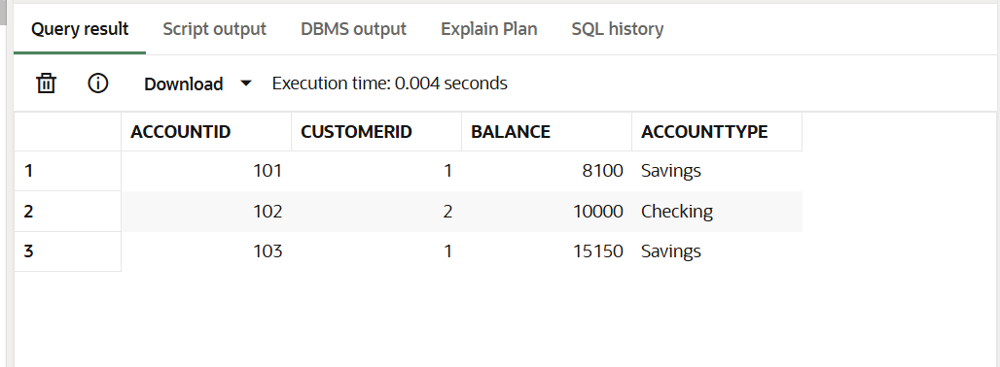 Query result Script output DBMS output Explain Plan SQL history
Download Execution time: 0.004 seconds
ACCOUNTID CUSTOMERID BALANCE ACCOUNTTYPE
1 101 1 8100 Savings
2 102 2 10000 Checking
3 103 1 15150 Savings